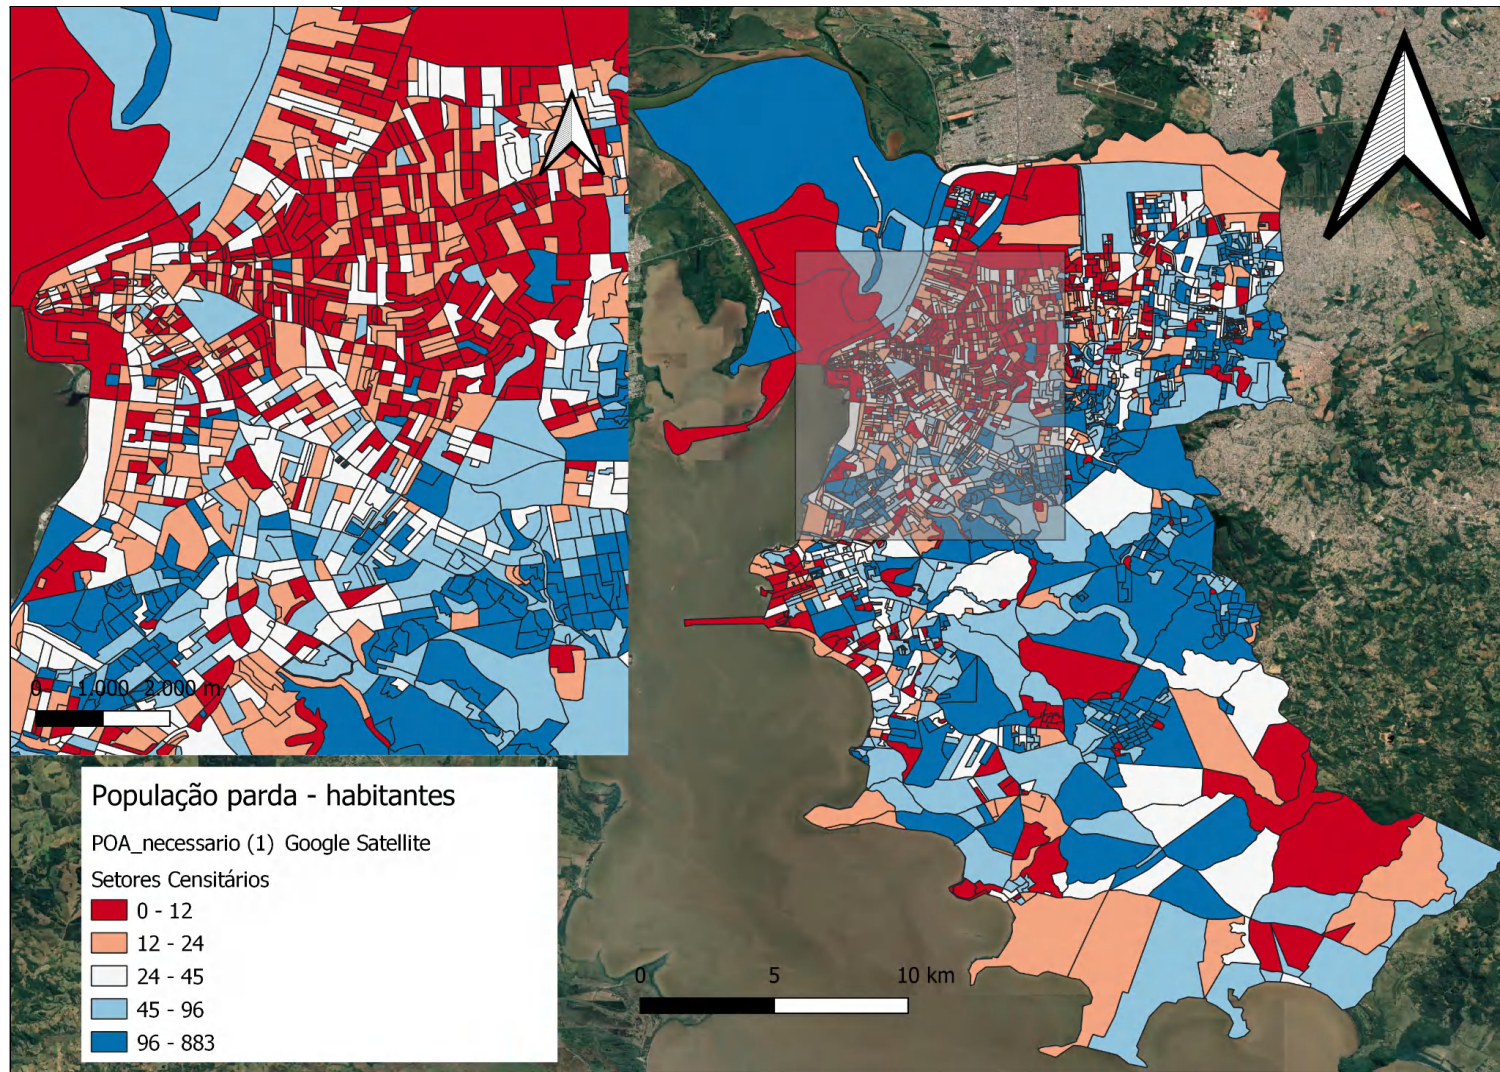 0 1.000 2.000 m
População parda - habitantes
POA_necessario (1) Google Satellite
Setores Censitários
0 - 12
12 - 24
24 - 45
45 - 96
96 - 883
0 5 10 km